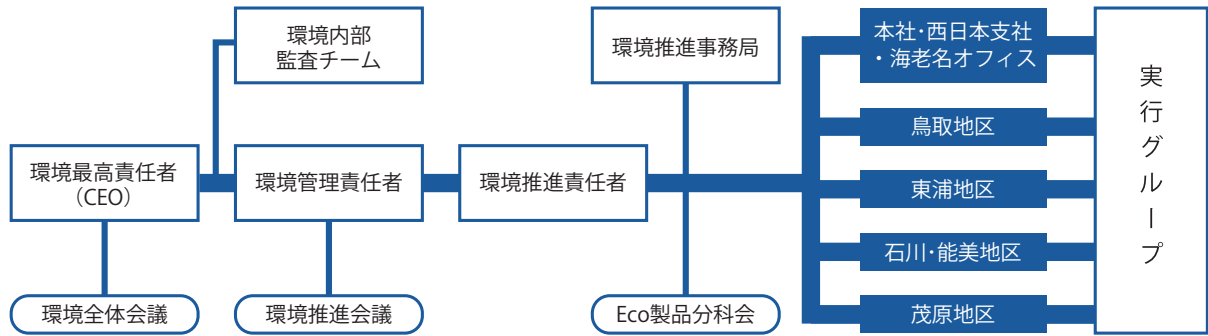 環境内部
監査チーム
環境推進事務局
本社・西日本支社
・海老名オフィス
鳥取地区
環境最高責任者
（CEO）
環境管理責任者
環境推進責任者
東浦地区
石川・能美地区
環境全体会議
環境推進会議
Eco製品分科会
茂原地区
実行グループ